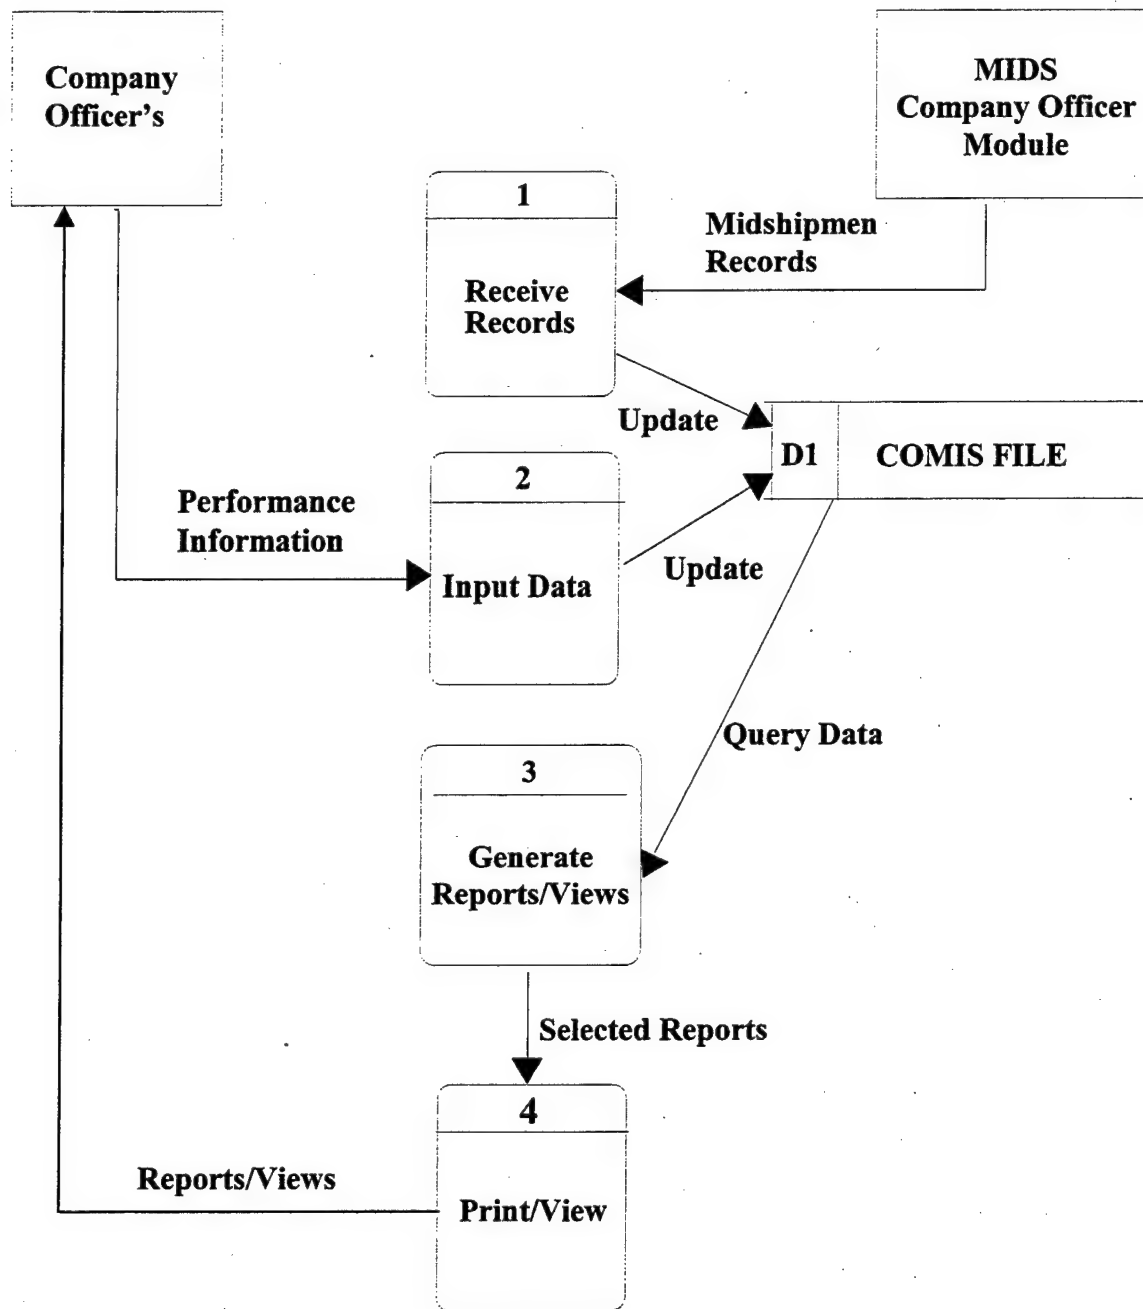 Company
Officer's
MIDS
Company Officer
Module
1
Receive
Records
Midshipmen
Records
Update
D1
COMIS FILE
Performance
Information
2
Input Data
Update
Query Data
3
Generate
Reports/Views
Selected Reports
4
Print/View
Reports/Views